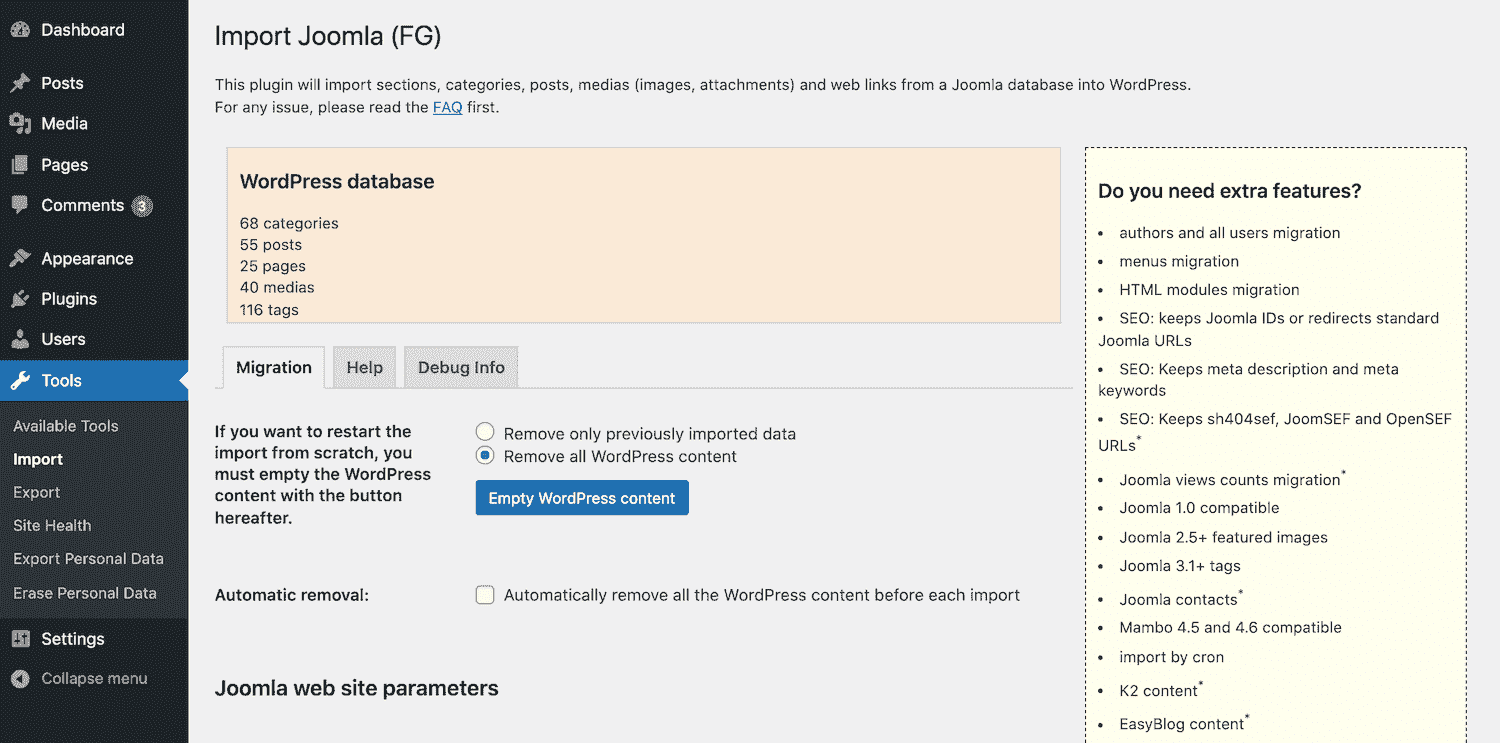 Dashboard
Posts
Media
Pages
Comments 3
Appearance
Plugins
Users
Tools
Available Tools
Import
Export
Site Health
Export Personal Data
Erase Personal Data
Settings
Collapse menu
Import Joomla (FG)
This plugin will import sections, categories, posts, medias (images, attachments) and web links from a Joomla database into WordPress.
For any issue, please read the FAQ first.
WordPress database
68 categories
55 posts
25 pages
40 medias
116 tags
Migration
Help
Debug Info
If you want to restart the
import from scratch, you
must empty the WordPress
content with the button
hereafter.
Remove only previously imported data
Remove all WordPress content
Empty WordPress content
Automatic removal:
Automatically remove all the WordPress content before each import
Joomla web site parameters
Do you need extra features?
• authors and all users migration
• menus migration
• HTML modules migration
• SEO: keeps Joomla IDs or redirects standard
Joomla URLs
• SEO: Keeps meta description and meta
keywords
• SEO: Keeps sh404sef, JoomSEF and OpenSEF
URLs*
• Joomla views counts migration*
• Joomla 1.0 compatible
• Joomla 2.5+ featured images
• Joomla 3.1+ tags
• Joomla contacts*
• Mambo 4.5 and 4.6 compatible
• import by cron
• K2 content*
• EasyBlog content*